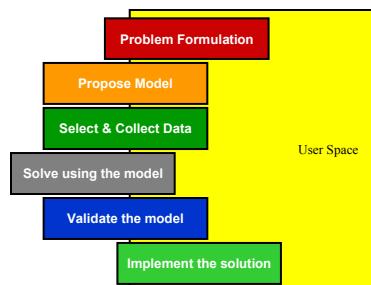 Problem Formulation
Propose Model
Select & Collect Data
User Space
Solve using the model
Validate the model
Implement the solution